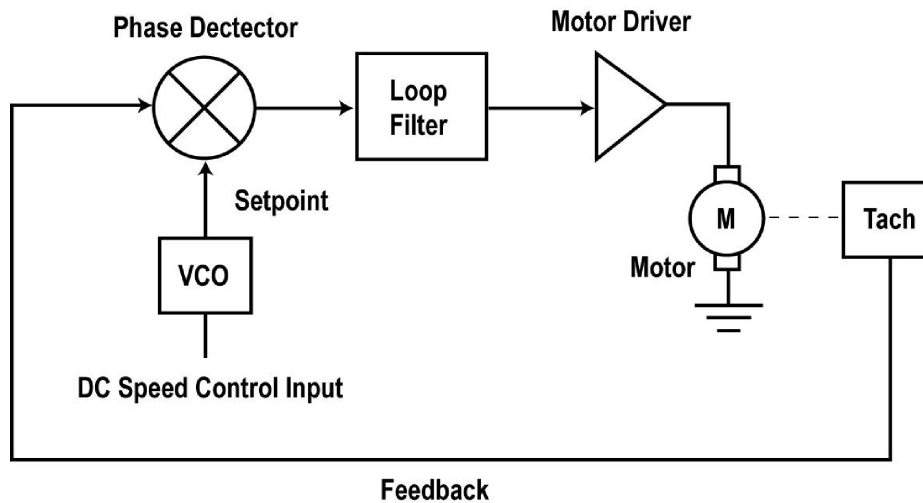 Phase Dectector
Motor Driver
Loop
Filter
Setpoint
VCO
M
Tach
Motor
DC Speed Control Input
Feedback